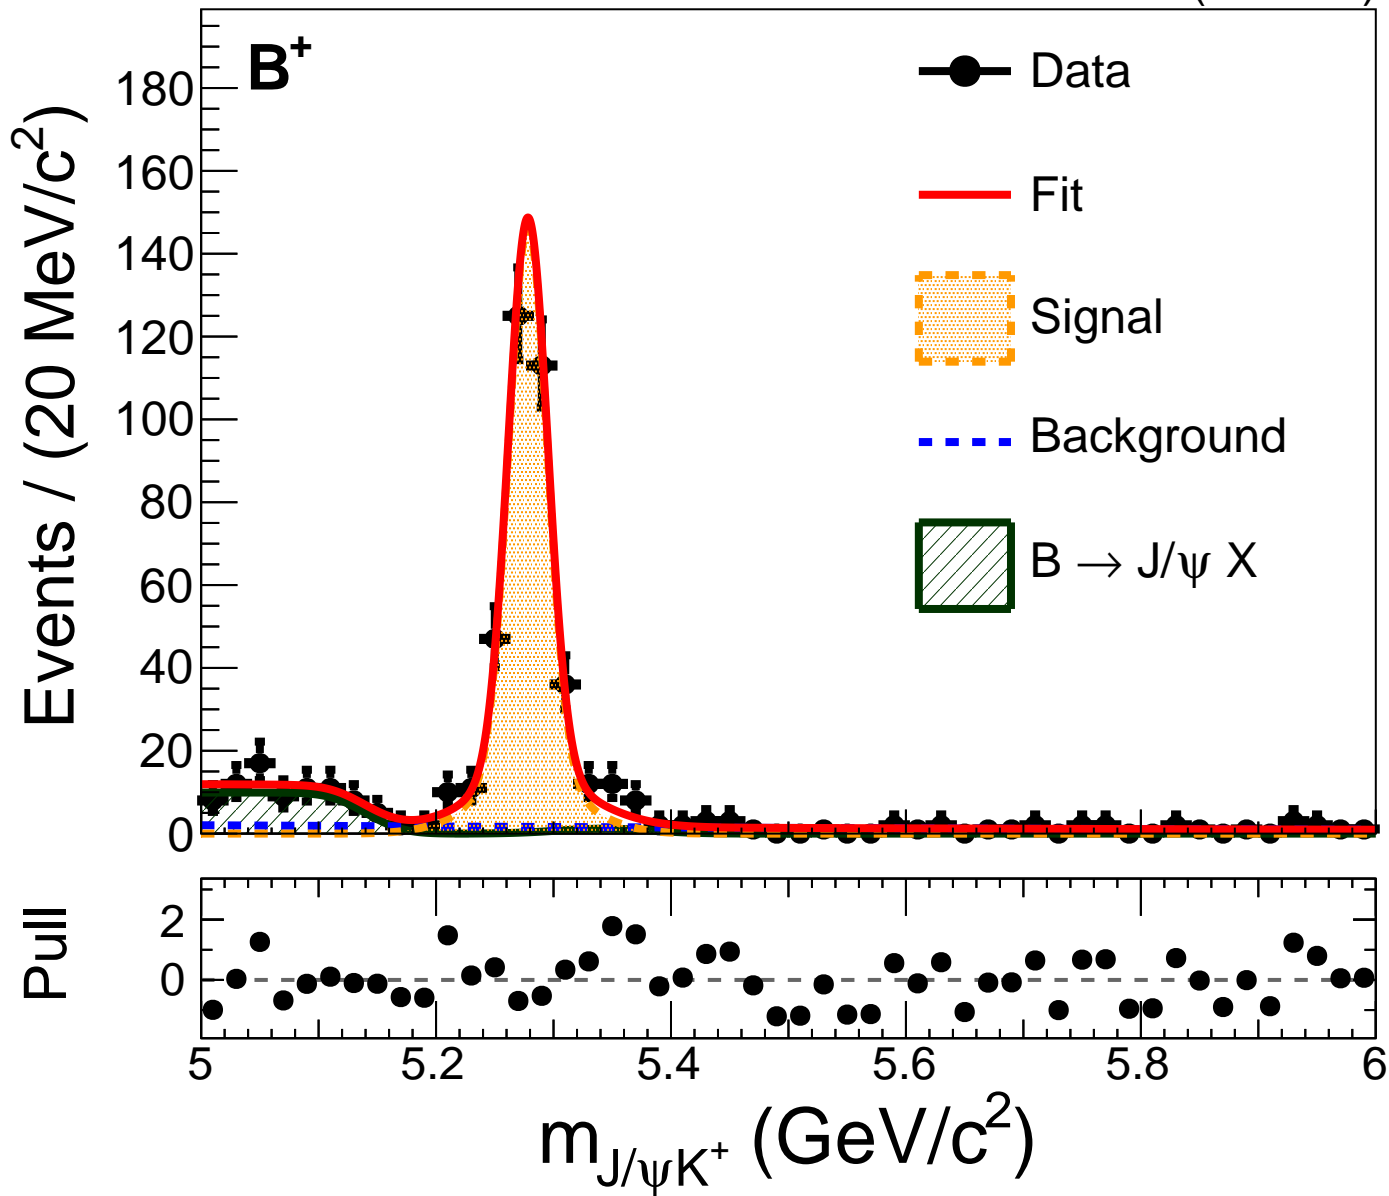 B⁺
Data
Fit
Signal
Background
B → J/ψ X
Events / (20 MeV/c²)
180
160
140
120
100
80
60
40
20
0
Pull
2
0
5 5.2 5.4 5.6 5.8 6
m_{J/ψK⁺} (GeV/c²)